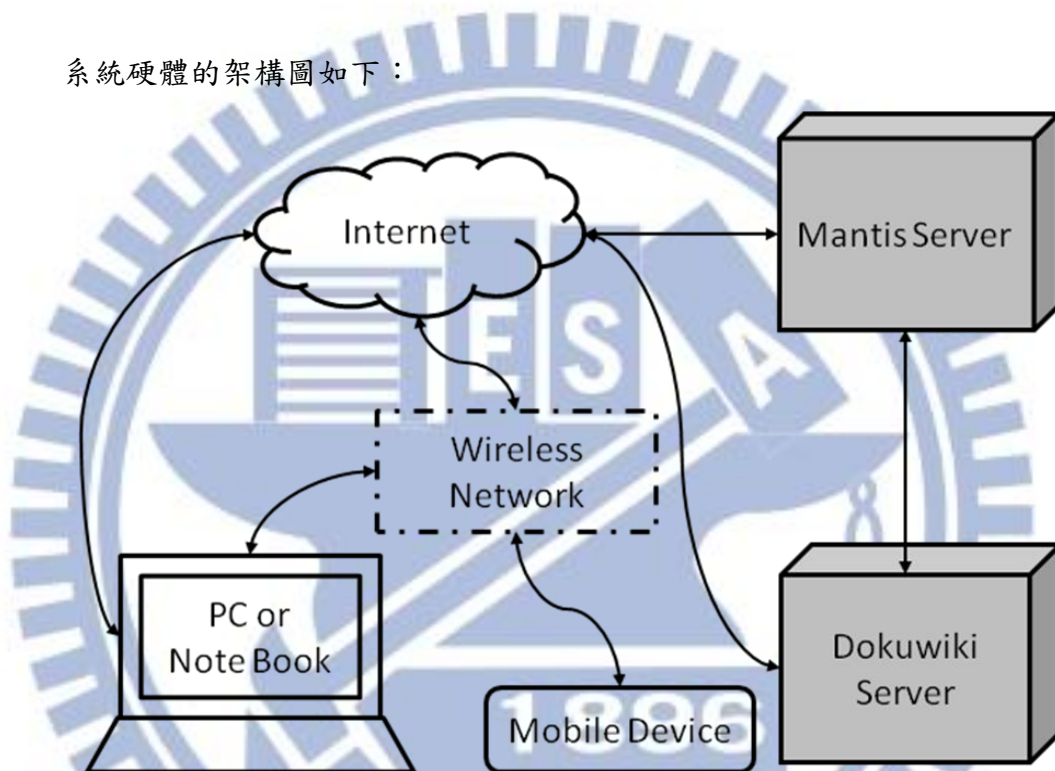 系統硬體的架構圖如下：
Internet
Mantis Server
E S A
Wireless
Network
PC or
Note Book
Dokuwiki
Server
Mobile Device
1896